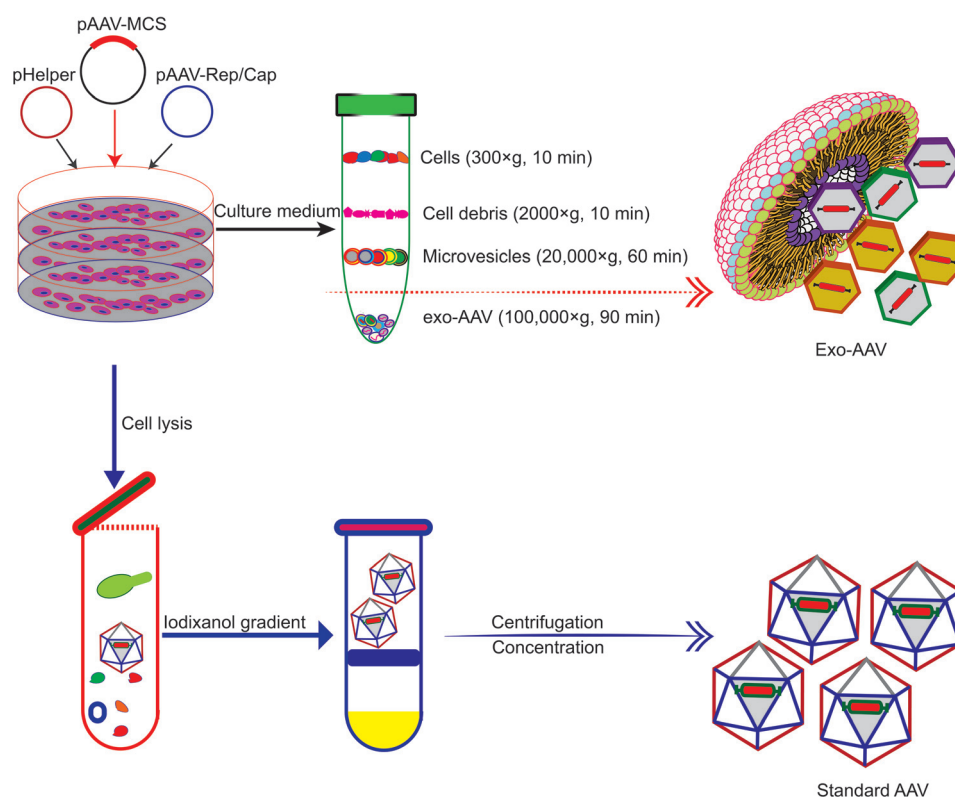 pAAV-MCS
pHelper
pAAV-Rep/Cap
Culture medium
Cells (300×g, 10 min)
Cell debris (2000×g, 10 min)
Microvesicles (20,000×g, 60 min)
exo-AAV (100,000×g, 90 min)
Exo-AAV
Cell lysis
Iodixanol gradient
Centrifugation
Concentration
Standard AAV